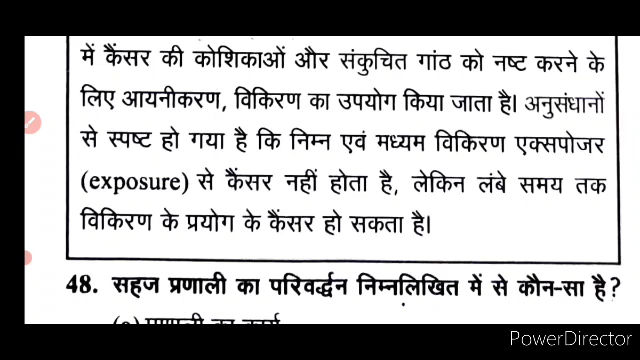 में कैंसर की कोशिकाओं और संकुचित गांठ को नष्ट करने के
लिए आयनीकरण, विकिरण का उपयोग किया जाता है। अनुसंधानों
से स्पष्ट हो गया है कि निम्न एवं मध्यम विकिरण एक्सपोजर
(exposure) से कैंसर नहीं होता है, लेकिन लंबे समय तक
विकिरण के प्रयोग के कैंसर हो सकता है।
48. सहज प्रणाली का परिवर्द्धन निम्नलिखित में से कौन-सा है?
(a) प्रणाली का कार्य
PowerDirector